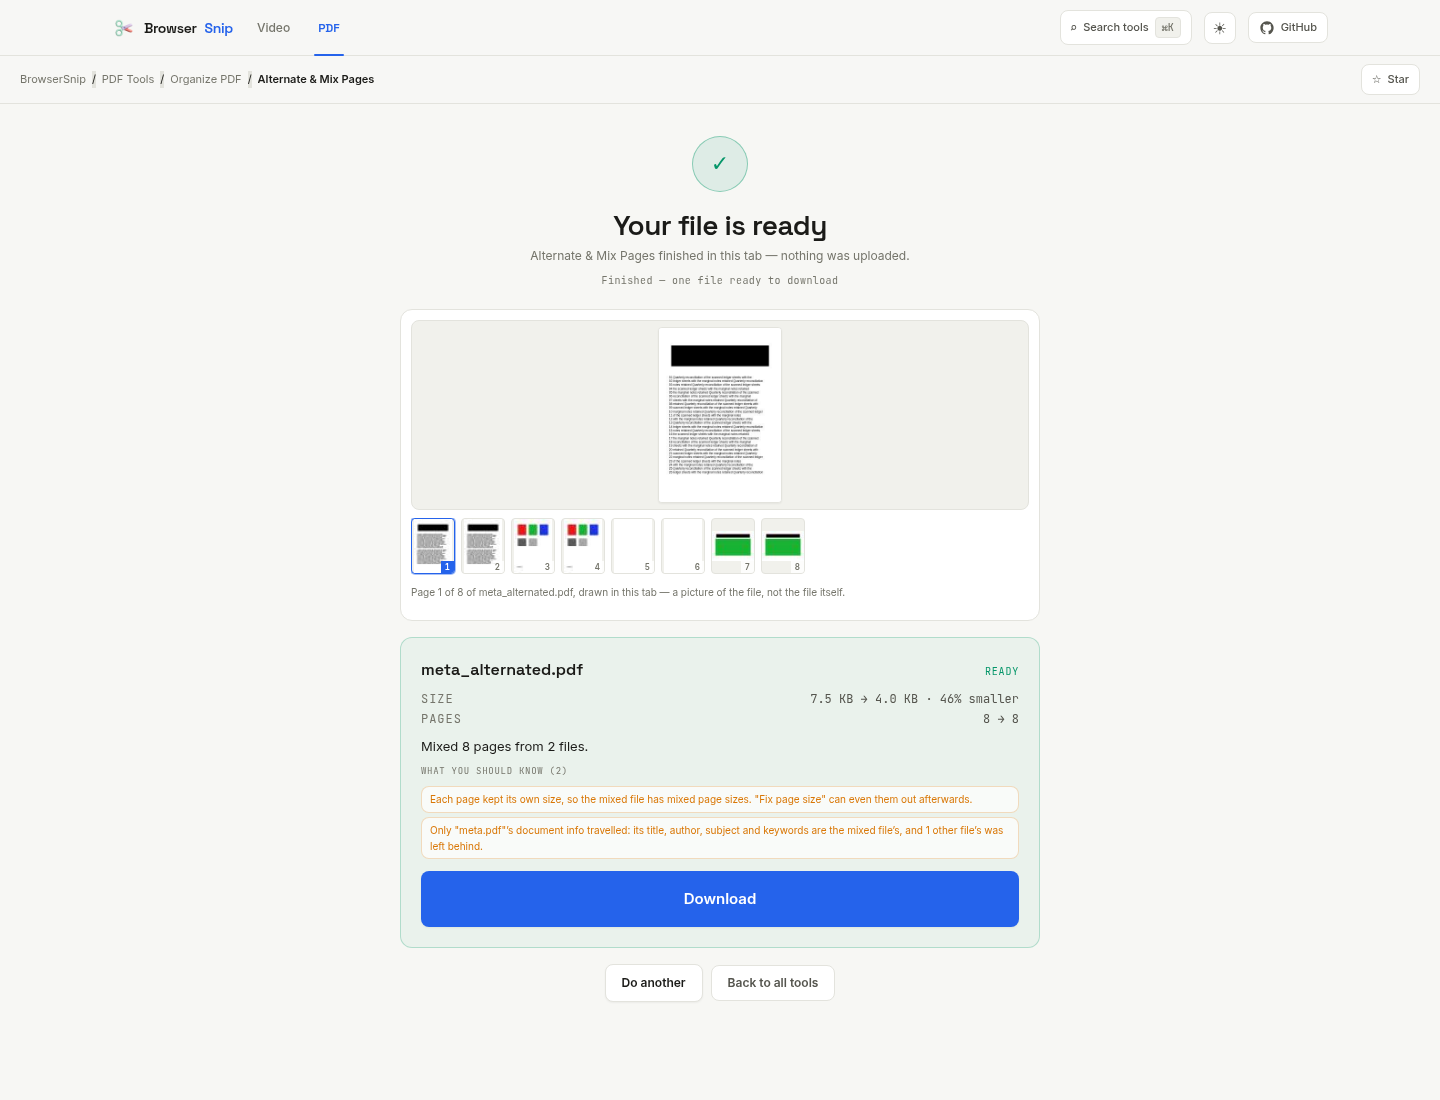 Browser Snip
Video
PDF
Search tools ⌘K
GitHub
BrowserSnip / PDF Tools / Organize PDF / Alternate & Mix Pages
☆ Star
✓
Your file is ready
Alternate & Mix Pages finished in this tab — nothing was uploaded.
Finished — one file ready to download
1
2
3
4
5
6
7
8
Page 1 of 8 of meta_alternated.pdf, drawn in this tab — a picture of the file, not the file itself.
meta_alternated.pdf
READY
SIZE
7.5 KB → 4.0 KB · 46% smaller
PAGES
8 → 8
Mixed 8 pages from 2 files.
WHAT YOU SHOULD KNOW (2)
Each page kept its own size, so the mixed file has mixed page sizes. "Fix page size" can even them out afterwards.
Only "meta.pdf"'s document info travelled: its title, author, subject and keywords are the mixed file's, and 1 other file's was
left behind.
Download
Do another
Back to all tools